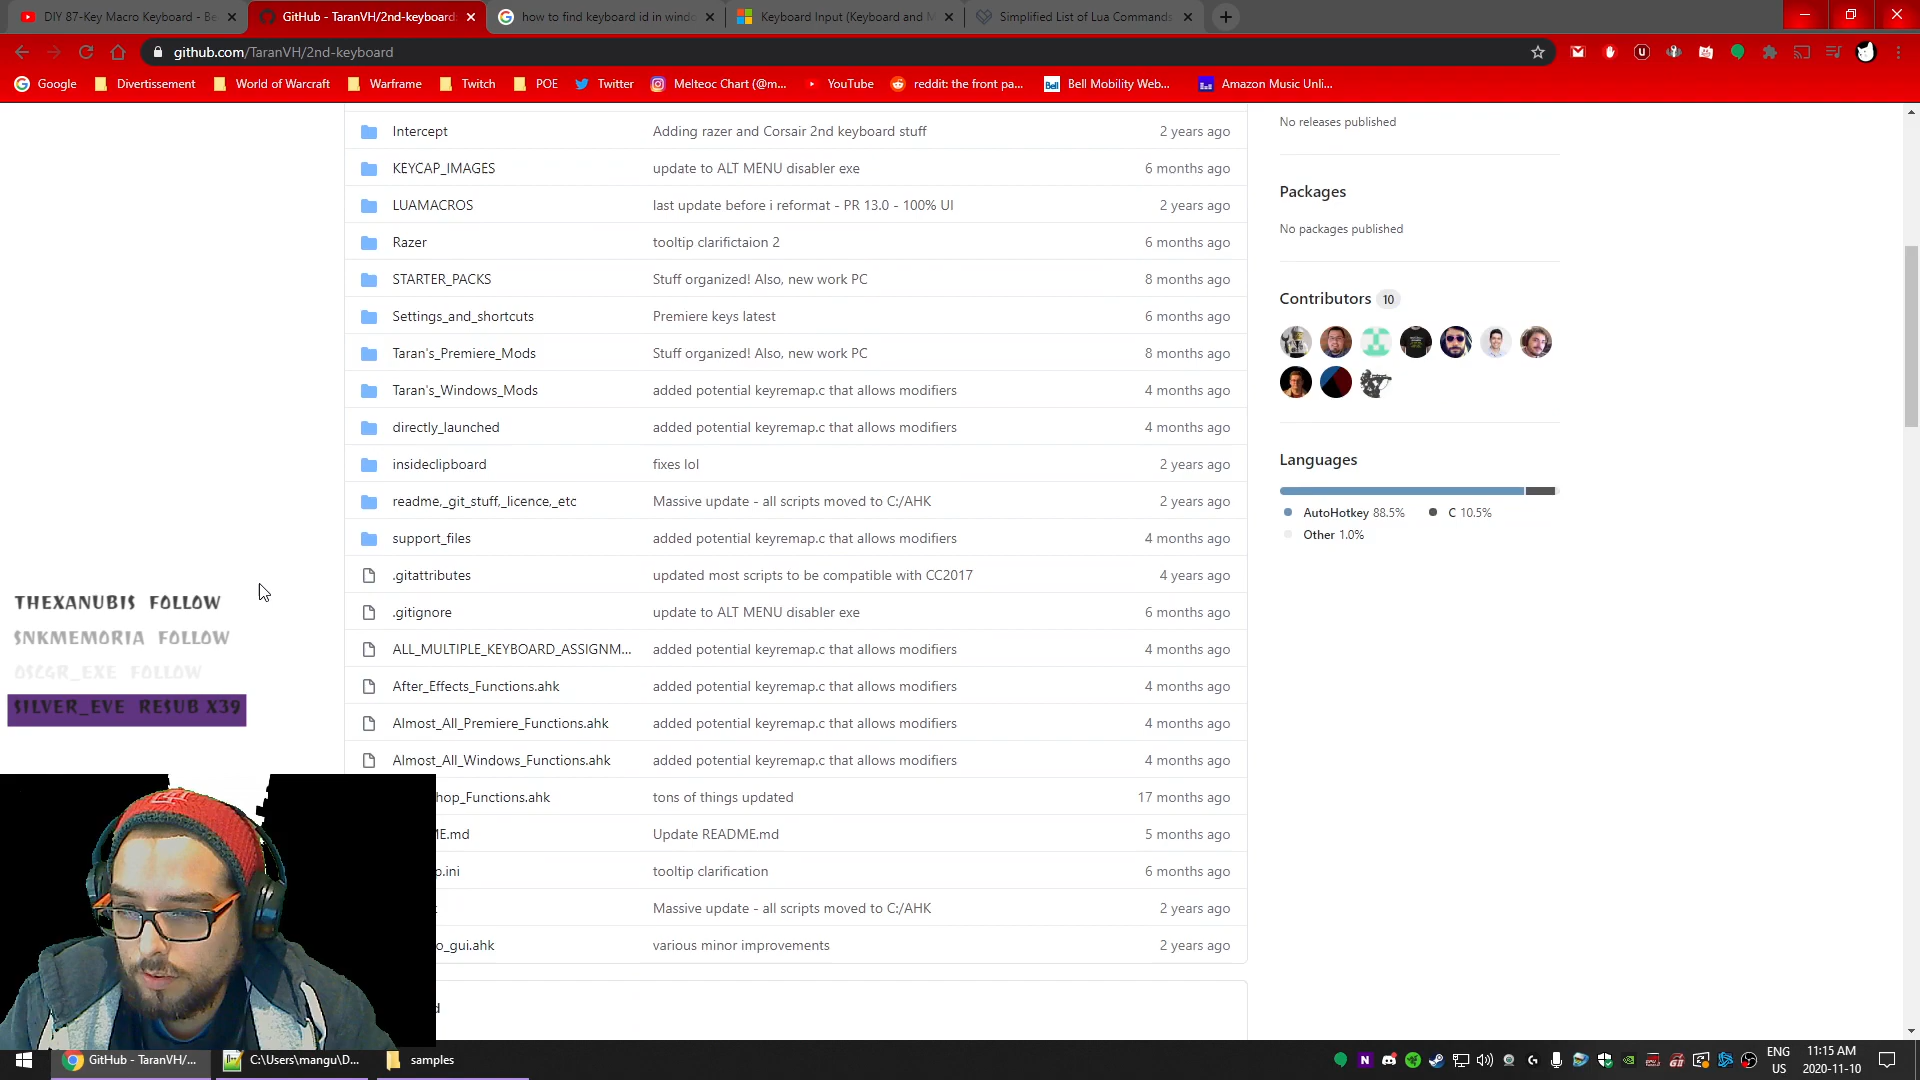 DIY 87-Key Macro Keyboard - Be
GitHub - TaranVH/2nd-keyboard:
how to find keyboard id in windo
Keyboard Input (Keyboard and M
Simplified List of Lua Commands
github.com/TaranVH/2nd-keyboard
Google
Divertissement
World of Warcraft
Warframe
Twitch
POE
Twitter
Melteoc Chart (@m...
YouTube
reddit: the front pa...
Bell Mobility Web...
Amazon Music Unli...
Intercept Adding razer and Corsair 2nd keyboard stuff 2 years ago
KEYCAP_IMAGES update to ALT MENU disabler exe 6 months ago
LUAMACROS last update before i reformat - PR 13.0 - 100% UI 2 years ago
Razer tooltip clarifictaion 2 6 months ago
STARTER_PACKS Stuff organized! Also, new work PC 8 months ago
Settings_and_shortcuts Premiere keys latest 6 months ago
Taran's_Premiere_Mods Stuff organized! Also, new work PC 8 months ago
Taran's_Windows_Mods added potential keyremap.c that allows modifiers 4 months ago
directly_launched added potential keyremap.c that allows modifiers 4 months ago
insideclipboard fixes lol 2 years ago
readme,_git_stuff,_licence,_etc Massive update - all scripts moved to C:/AHK 2 years ago
support_files added potential keyremap.c that allows modifiers 4 months ago
.gitattributes updated most scripts to be compatible with CC2017 4 years ago
.gitignore update to ALT MENU disabler exe 6 months ago
ALL_MULTIPLE_KEYBOARD_ASSIGNM... added potential keyremap.c that allows modifiers 4 months ago
After_Effects_Functions.ahk added potential keyremap.c that allows modifiers 4 months ago
Almost_All_Premiere_Functions.ahk added potential keyremap.c that allows modifiers 4 months ago
Almost_All_Windows_Functions.ahk added potential keyremap.c that allows modifiers 4 months ago
hop_Functions.ahk tons of things updated 17 months ago
E.md Update README.md 5 months ago
p.ini tooltip clarification 6 months ago
Massive update - all scripts moved to C:/AHK 2 years ago
o_gui.ahk various minor improvements 2 years ago
No releases published
Packages
No packages published
Contributors 10
Languages
AutoHotkey 88.5% C 10.5%
Other 1.0%
THEXANUBIS FOLLOW
SNKMEMORIA FOLLOW
OSCGR_EXE FOLLOW
SILVER_EVE RESUB X39
GitHub - TaranVH/...
C:\Users\mangu\D...
samples
ENG
US
11:15 AM
2020-11-10